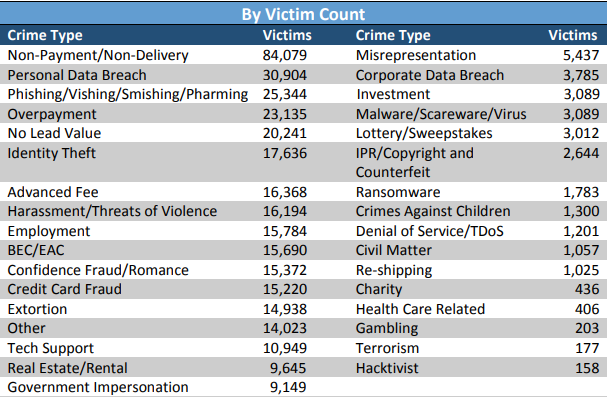 By Victim Count
Crime Type Victims Crime Type Victims
Non-Payment/Non-Delivery 84,079 Misrepresentation 5,437
Personal Data Breach 30,904 Corporate Data Breach 3,785
Phishing/Vishing/Smishing/Pharming 25,344 Investment 3,089
Overpayment 23,135 Malware/Scareware/Virus 3,089
No Lead Value 20,241 Lottery/Sweepstakes 3,012
Identity Theft 17,636 IPR/Copyright and 2,644
Counterfeit
Advanced Fee 16,368 Ransomware 1,783
Harassment/Threats of Violence 16,194 Crimes Against Children 1,300
Employment 15,784 Denial of Service/TDoS 1,201
BEC/EAC 15,690 Civil Matter 1,057
Confidence Fraud/Romance 15,372 Re-shipping 1,025
Credit Card Fraud 15,220 Charity 436
Extortion 14,938 Health Care Related 406
Other 14,023 Gambling 203
Tech Support 10,949 Terrorism 177
Real Estate/Rental 9,645 Hacktivist 158
Government Impersonation 9,149